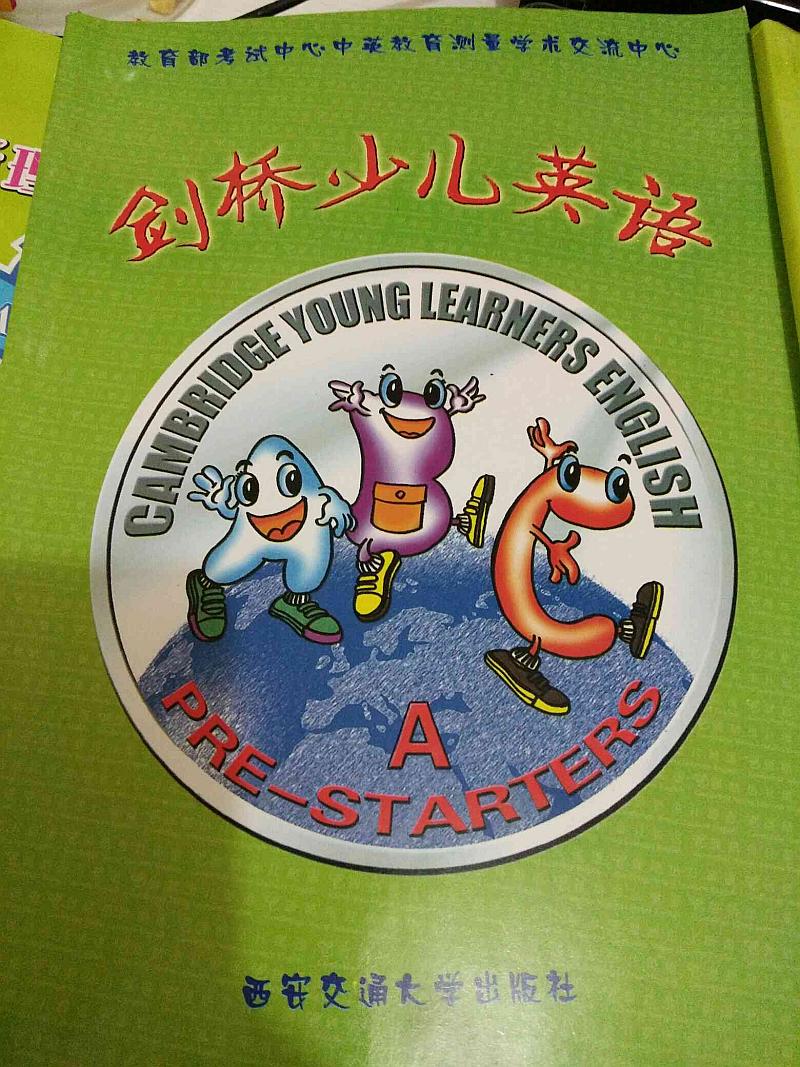 教育部考试中心中英教育测量学术交流中心
剑桥少儿英语
CAMBRIDGE YOUNG LEARNERS ENGLISH
A
PRE-STARTERS
西安交通大学出版社